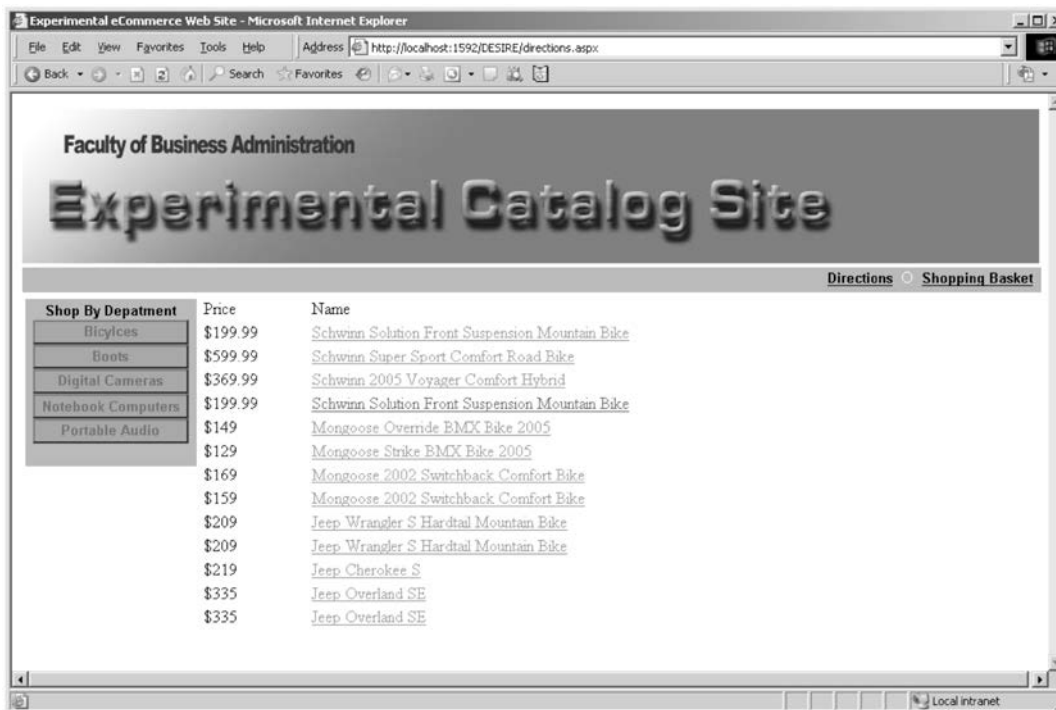 Experimental eCommerce Web Site - Microsoft Internet Explorer
File Edit View Favorites Tools Help Address http://localhost:1592/DESIRE/directions.aspx
Back Search Favorites
Faculty of Business Administration
Experimental Catalog Site
Directions Shopping Basket
Shop By Depatment Price Name
Bicylces $199.99 Schwinn Solution Front Suspension Mountain Bike
Boots $599.99 Schwinn Super Sport Comfort Road Bike
Digital Cameras $369.99 Schwinn 2005 Voyager Comfort Hybrid
Notebook Computers $199.99 Schwinn Solution Front Suspension Mountain Bike
Portable Audio $149 Mongoose Override BMX Bike 2005
$129 Mongoose Strike BMX Bike 2005
$169 Mongoose 2002 Switchback Comfort Bike
$159 Mongoose 2002 Switchback Comfort Bike
$209 Jeep Wrangler S Hardtail Mountain Bike
$209 Jeep Wrangler S Hardtail Mountain Bike
$219 Jeep Cherokee S
$335 Jeep Overland SE
$335 Jeep Overland SE
Local intranet